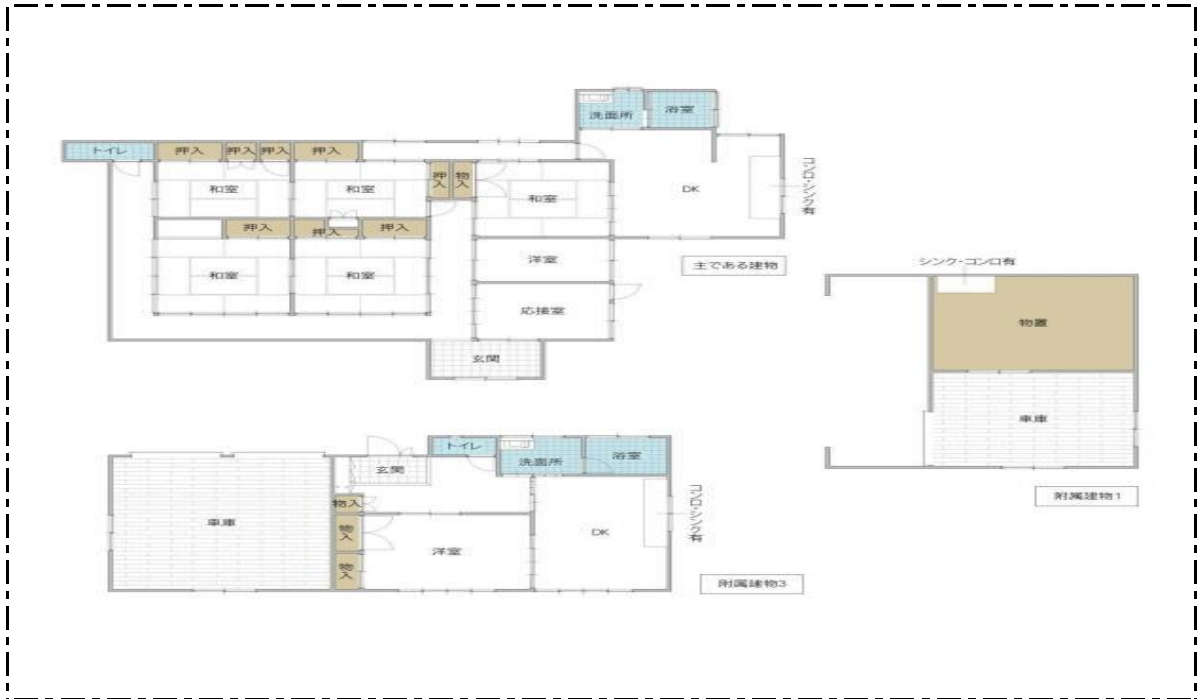 洗面所
浴室
トイレ
押入
押入
押入
押入
和室
和室
押入
物入
和室
DK
コンロ・シンク有
押入
押入
押入
和室
和室
洋室
応接室
玄関
主である建物
シンク・コンロ有
物置
車庫
附属建物1
トイレ
洗面所
浴室
玄関
車庫
物入
物入
物入
洋室
DK
コンロ・シンク有
附属建物3